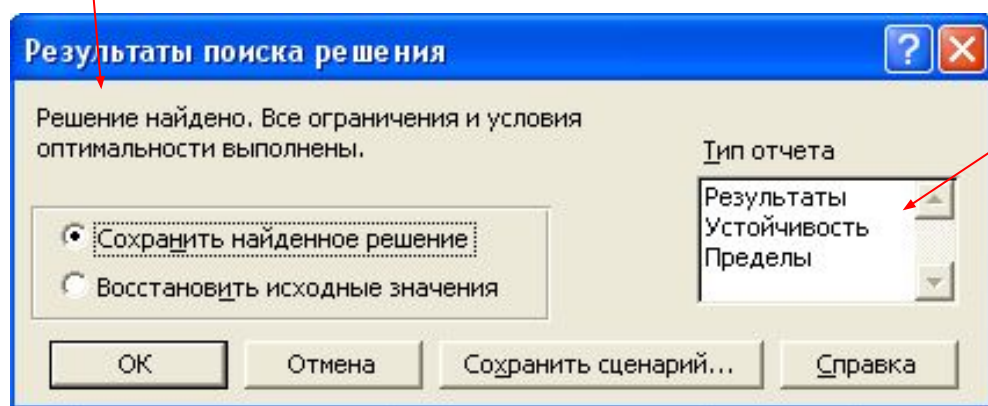 Результаты поиска решения
Решение найдено. Все ограничения и условия
оптимальности выполнены.
Тип отчета
Результаты
Устойчивость
Пределы
Сохранить найденное решение
Восстановить исходные значения
ОК
Отмена
Сохранить сценарий...
Справка